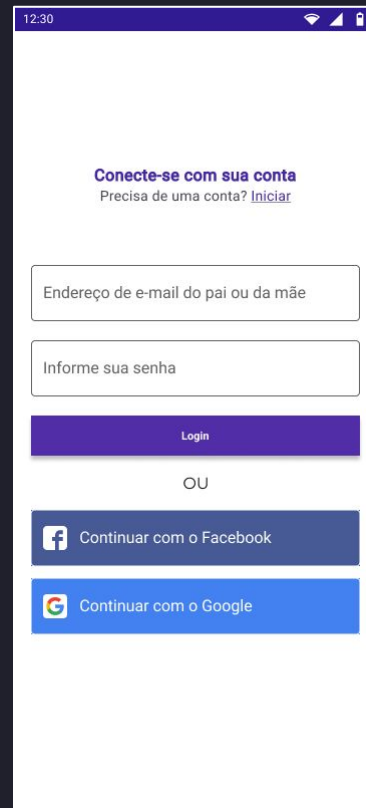 12:30
Conecte-se com sua conta
Precisa de uma conta? Iniciar
Endereço de e-mail do pai ou da mãe
Informe sua senha
Login
OU
Continuar com o Facebook
Continuar com o Google